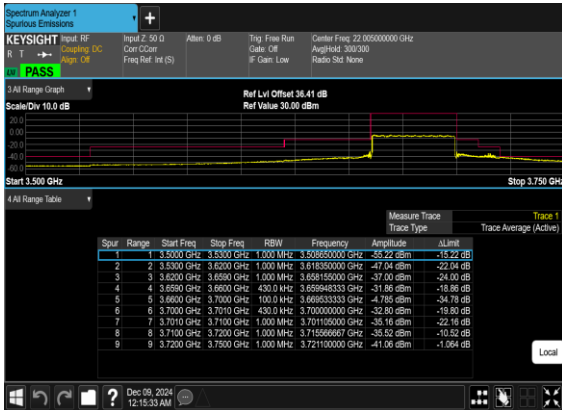 Spectrum Analyzer 1
Spurious Emissions
KEYSIGHT Input: RF Input Z: 50 Ω Atten: 0 dB Trig: Free Run Center Freq: 22.005000000 GHz
R T Coupling: DC Corr CCorr Gate: Off Avg|Hold: 300/300
Align: Off Freq Ref: Int (S) IF Gain: Low Radio Std: None
PASS
3 All Range Graph
Ref Lvl Offset 36.41 dB
Scale/Div 10.0 dB Ref Value 30.00 dBm
20.0
0.00
-20.0
-40.0
-60.0
Start 3.500 GHz Stop 3.750 GHz
4 All Range Table
Measure Trace Trace 1
Trace Type Trace Average (Active)
Spur Range Start Freq Stop Freq RBW Frequency Amplitude ΔLimit
1 1 3.5000 GHz 3.5300 GHz 1.000 MHz 3.508650000 GHz -55.22 dBm -15.22 dB
2 2 3.5300 GHz 3.6200 GHz 1.000 MHz 3.618350000 GHz -47.04 dBm -22.04 dB
3 3 3.6200 GHz 3.6590 GHz 1.000 MHz 3.658155000 GHz -37.00 dBm -24.00 dB
4 4 3.6590 GHz 3.6600 GHz 430.0 kHz 3.659948333 GHz -31.86 dBm -18.86 dB
5 5 3.6600 GHz 3.7000 GHz 100.0 kHz 3.669533333 GHz -4.785 dBm -34.78 dB
6 6 3.7000 GHz 3.7010 GHz 430.0 kHz 3.700000000 GHz -32.80 dBm -19.80 dB
7 7 3.7010 GHz 3.7100 GHz 1.000 MHz 3.701105000 GHz -35.16 dBm -22.16 dB
8 8 3.7100 GHz 3.7200 GHz 1.000 MHz 3.715566667 GHz -35.52 dBm -10.52 dB
9 9 3.7200 GHz 3.7500 GHz 1.000 MHz 3.721100000 GHz -41.06 dBm -1.064 dB
Local
Dec 09, 2024
12:15:33 AM